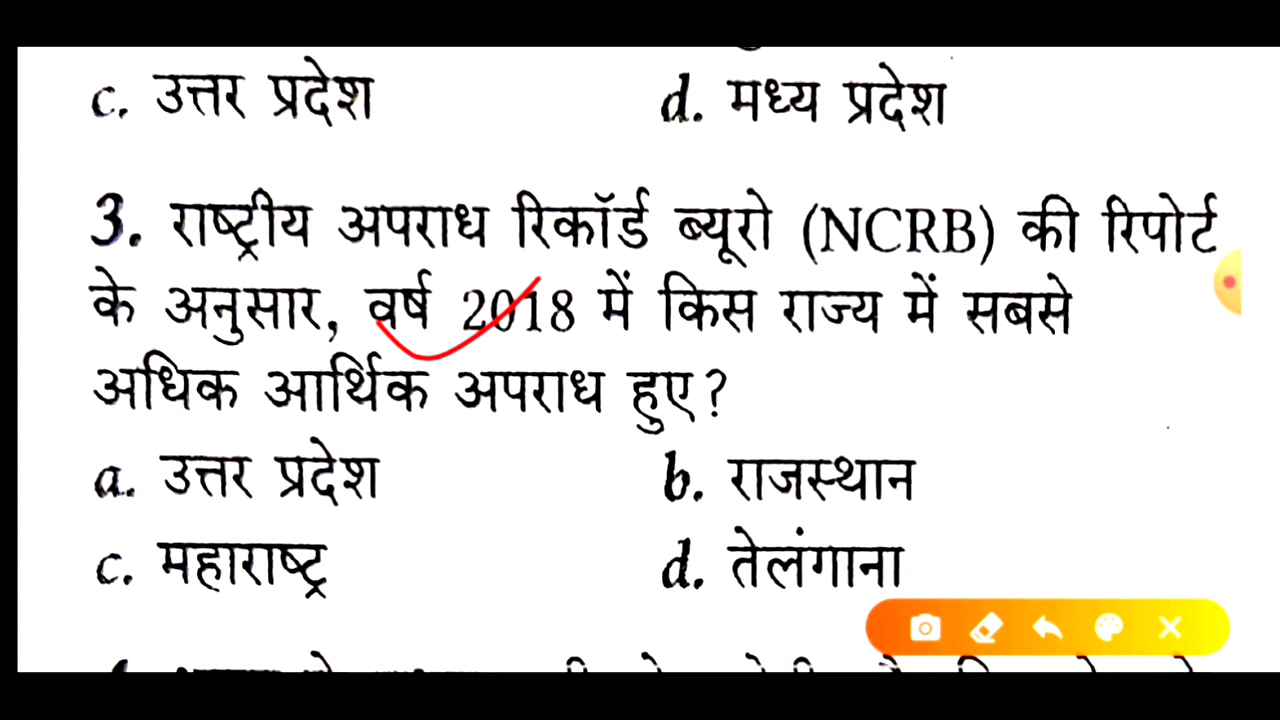 c. उत्तर प्रदेश d. मध्य प्रदेश
3. राष्ट्रीय अपराध रिकॉर्ड ब्यूरो (NCRB) की रिपोर्ट
के अनुसार, वर्ष 2018 में किस राज्य में सबसे
अधिक आर्थिक अपराध हुए?
a. उत्तर प्रदेश b. राजस्थान
c. महाराष्ट्र d. तेलंगाना